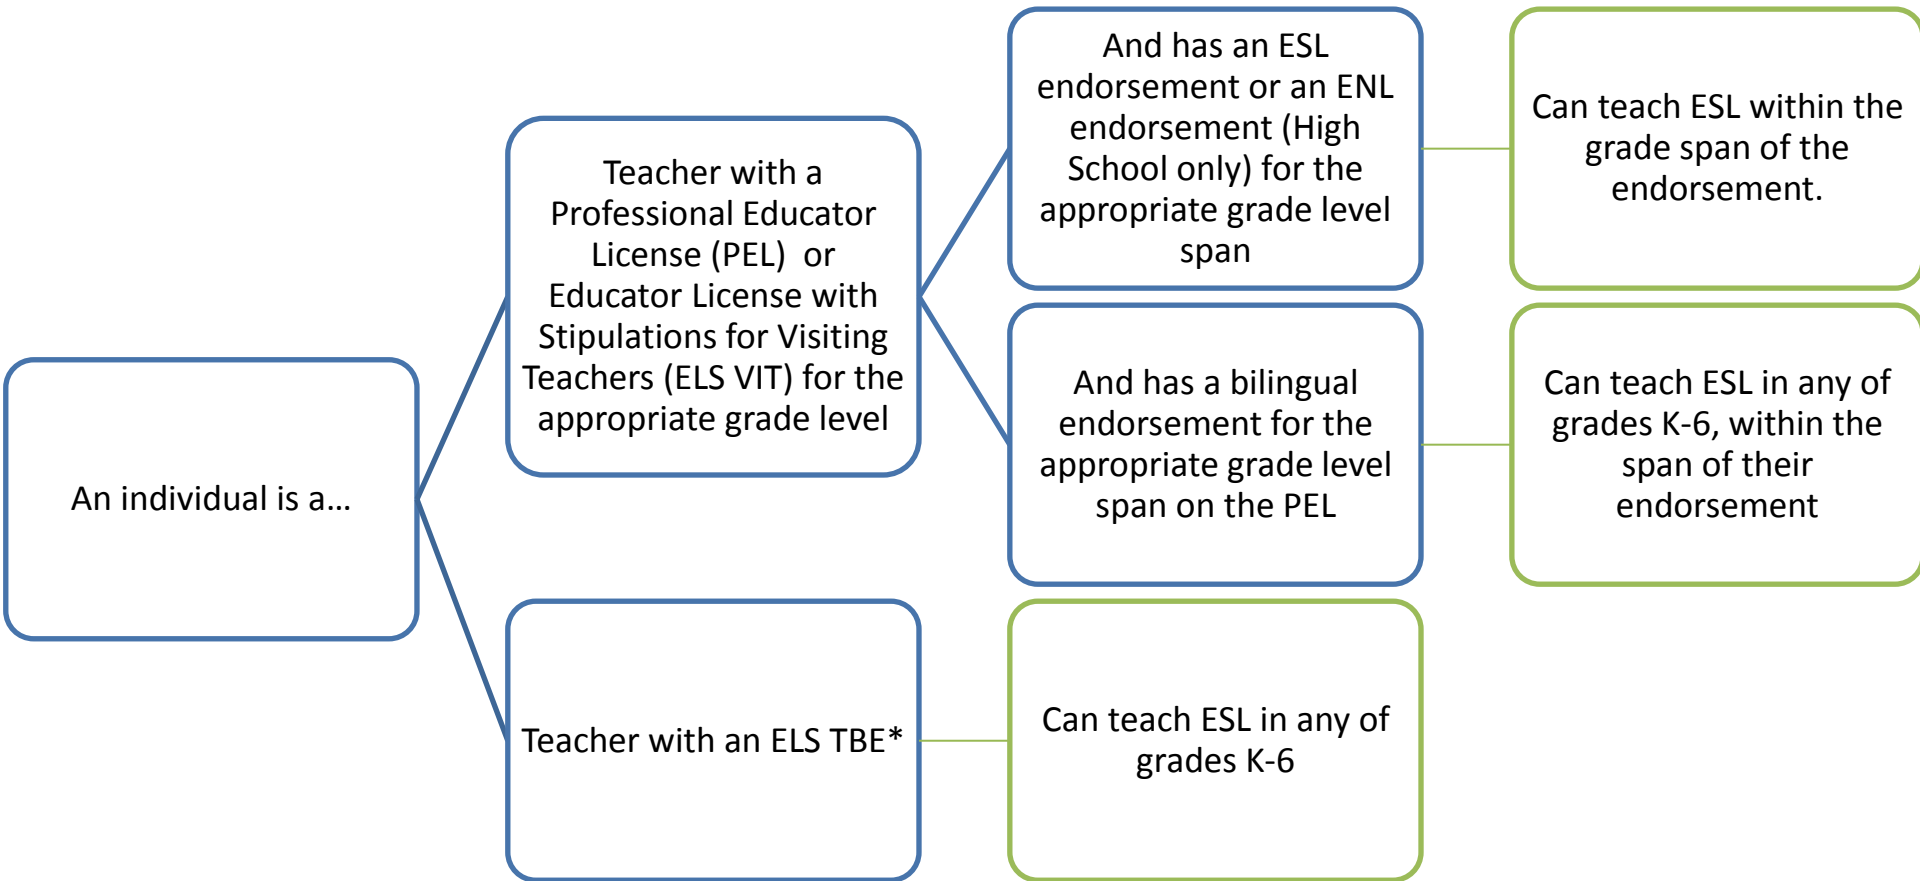 An individual is a...
Teacher with a
Professional Educator
License (PEL)  or
Educator License with
Stipulations for Visiting
Teachers (ELS VIT) for the
appropriate grade level
And has an ESL
endorsement or an ENL
endorsement (High
School only) for the
appropriate grade level
span
Can teach ESL within the
grade span of the
endorsement.
And has a bilingual
endorsement for the
appropriate grade level
span on the PEL
Can teach ESL in any of
grades K-6, within the
span of their
endorsement
Teacher with an ELS TBE*
Can teach ESL in any of
grades K-6